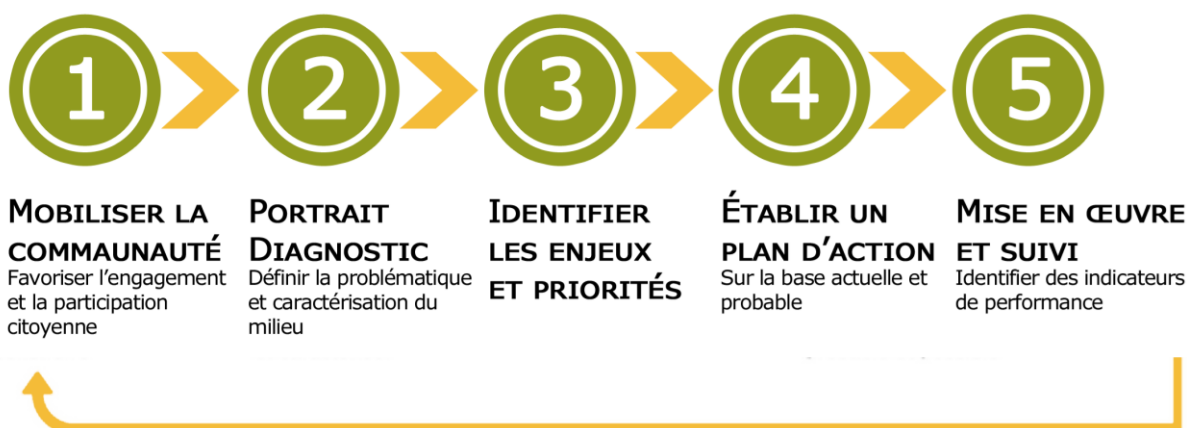 1
2
3
4
5
MOBILISER LA
COMMAUNAUTÉ
Favoriser l'engagement
et la participation
citoyenne
PORTRAIT
DIAGNOSTIC
Définir la problématique
et caractérisation du
milieu
IDENTIFIER
LES ENJEUX
ET PRIORITÉS
ÉTABLIR UN
PLAN D'ACTION
Sur la base actuelle et
probable
MISE EN ŒUVRE
ET SUIVI
Identifier des indicateurs
de performance